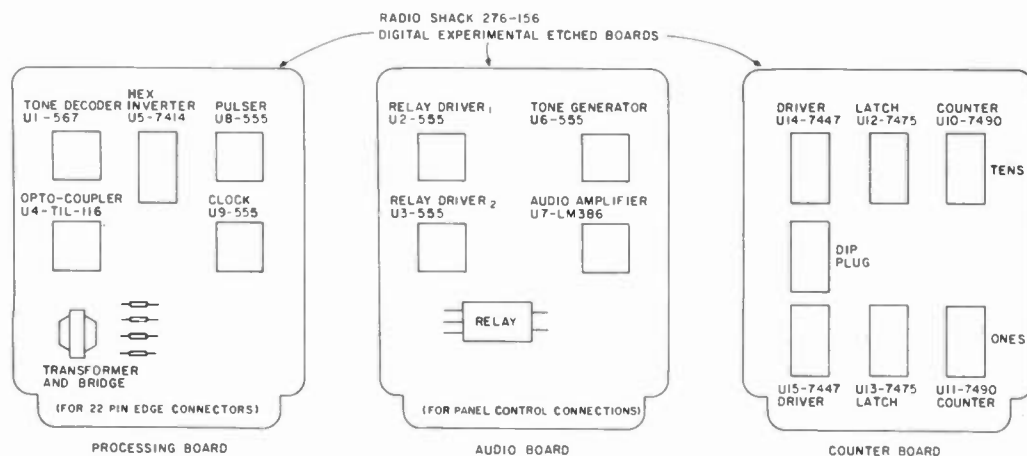 RADIO SHACK 276-156
DIGITAL EXPERIMENTAL ETCHED BOARDS
TONE DECODER
U1-567
HEX
INVERTER
U5-7414
PULSER
U8-555
OPTO-COUPLER
U4-TIL-116
CLOCK
U9-555
TRANSFORMER
AND BRIDGE
(FOR 22 PIN EDGE CONNECTORS)
PROCESSING BOARD
RELAY DRIVER 1
U2-555
TONE GENERATOR
U6-555
RELAY DRIVER 2
U3-555
AUDIO AMPLIFIER
U7-LM386
RELAY
(FOR PANEL CONTROL CONNECTIONS)
AUDIO BOARD
DRIVER
U14-7447
LATCH
U12-7475
COUNTER
U10-7490
TENS
DIP
PLUG
ONES
U15-7447
DRIVER
U13-7475
LATCH
U11-7490
COUNTER
COUNTER BOARD